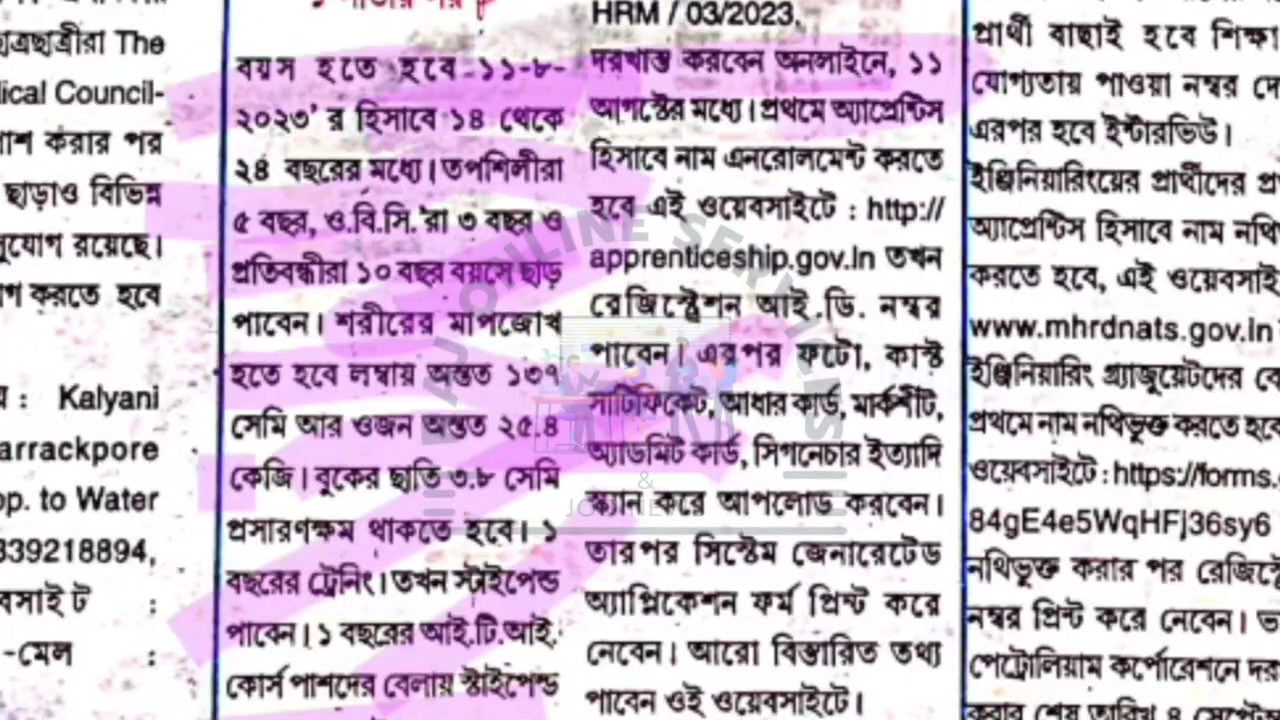 াত্রছাত্রীরা The
ical Council-
াশ করার পর
ছাড়াও বিভিন্ন
ুযোগ রয়েছে।
গ করতে হবে
: Kalyani
arrackpore
op. to Water
339218894,
বসাইট :
-মেল :
১ পাতার পর
বয়স হতে হবে ১১-৮-
২০২৩'র হিসাবে ১৪ থেকে
২৪ বছরের মধ্যে। তপশিলীরা
৫ বছর, ও.বি.সি.'রা ৩ বছর ও
প্রতিবন্ধীরা ১০ বছর বয়সে ছাড়
পাবেন। শরীরের মাপজোখ
হতে হবে লম্বায় অন্তত ১৩৭
সেমি আর ওজন অন্তত ২৫.৪
কেজি। বুকের ছাতি ৩.৮ সেমি
প্রসারণক্ষম থাকতে হবে। ১
বছরের ট্রেনিং। তখন স্টাইপেন্ড
পাবেন। ১ বছরের আই.টি.আই.
কোর্স পাশদের বেলায় স্টাইপেন্ড
HRM / 03/2023.
দরখাস্ত করবেন অনলাইনে, ১১
আগস্টের মধ্যে। প্রথমে অ্যাপ্রেন্টিস
হিসাবে নাম এনরোলমেন্ট করতে
হবে এই ওয়েবসাইটে : http://
apprenticeship.gov.in তখন
রেজিস্ট্রেশন আই.ডি. নম্বর
পাবেন। এরপর ফটো, কাস্ট
সার্টিফিকেট, আধার কার্ড, মার্কশীট,
অ্যাডমিট কার্ড, সিগনেচার ইত্যাদি
স্ক্যান করে আপলোড করবেন।
তারপর সিস্টেম জেনারেটেড
অ্যাপ্লিকেশন ফর্ম প্রিন্ট করে
নেবেন। আরো বিস্তারিত তথ্য
পাবেন ওই ওয়েবসাইটে।
প্রার্থী বাছাই হবে শিক্ষা
যোগ্যতায় পাওয়া নম্বর দে
এরপর হবে ইন্টারভিউ।
ইঞ্জিনিয়ারিংয়ের প্রার্থীদের প্র
অ্যাপ্রেন্টিস হিসাবে নাম নথি
করতে হবে, এই ওয়েবসাই
www.mhrdnats.gov.in
ইঞ্জিনিয়ারিং গ্র্যাজুয়েটদের বে
প্রথমে নাম নথিভুক্ত করতে হবে
ওয়েবসাইটে : https://forms.
84gE4e5WqHFj36sy6
নথিভুক্ত করার পর রেজিস্ট্রে
নম্বর প্রিন্ট করে নেবেন। ভ
পেট্রোলিয়াম কর্পোরেশনে দর
করার শেষ তারিখ ৪ সেপ্টেম্ব